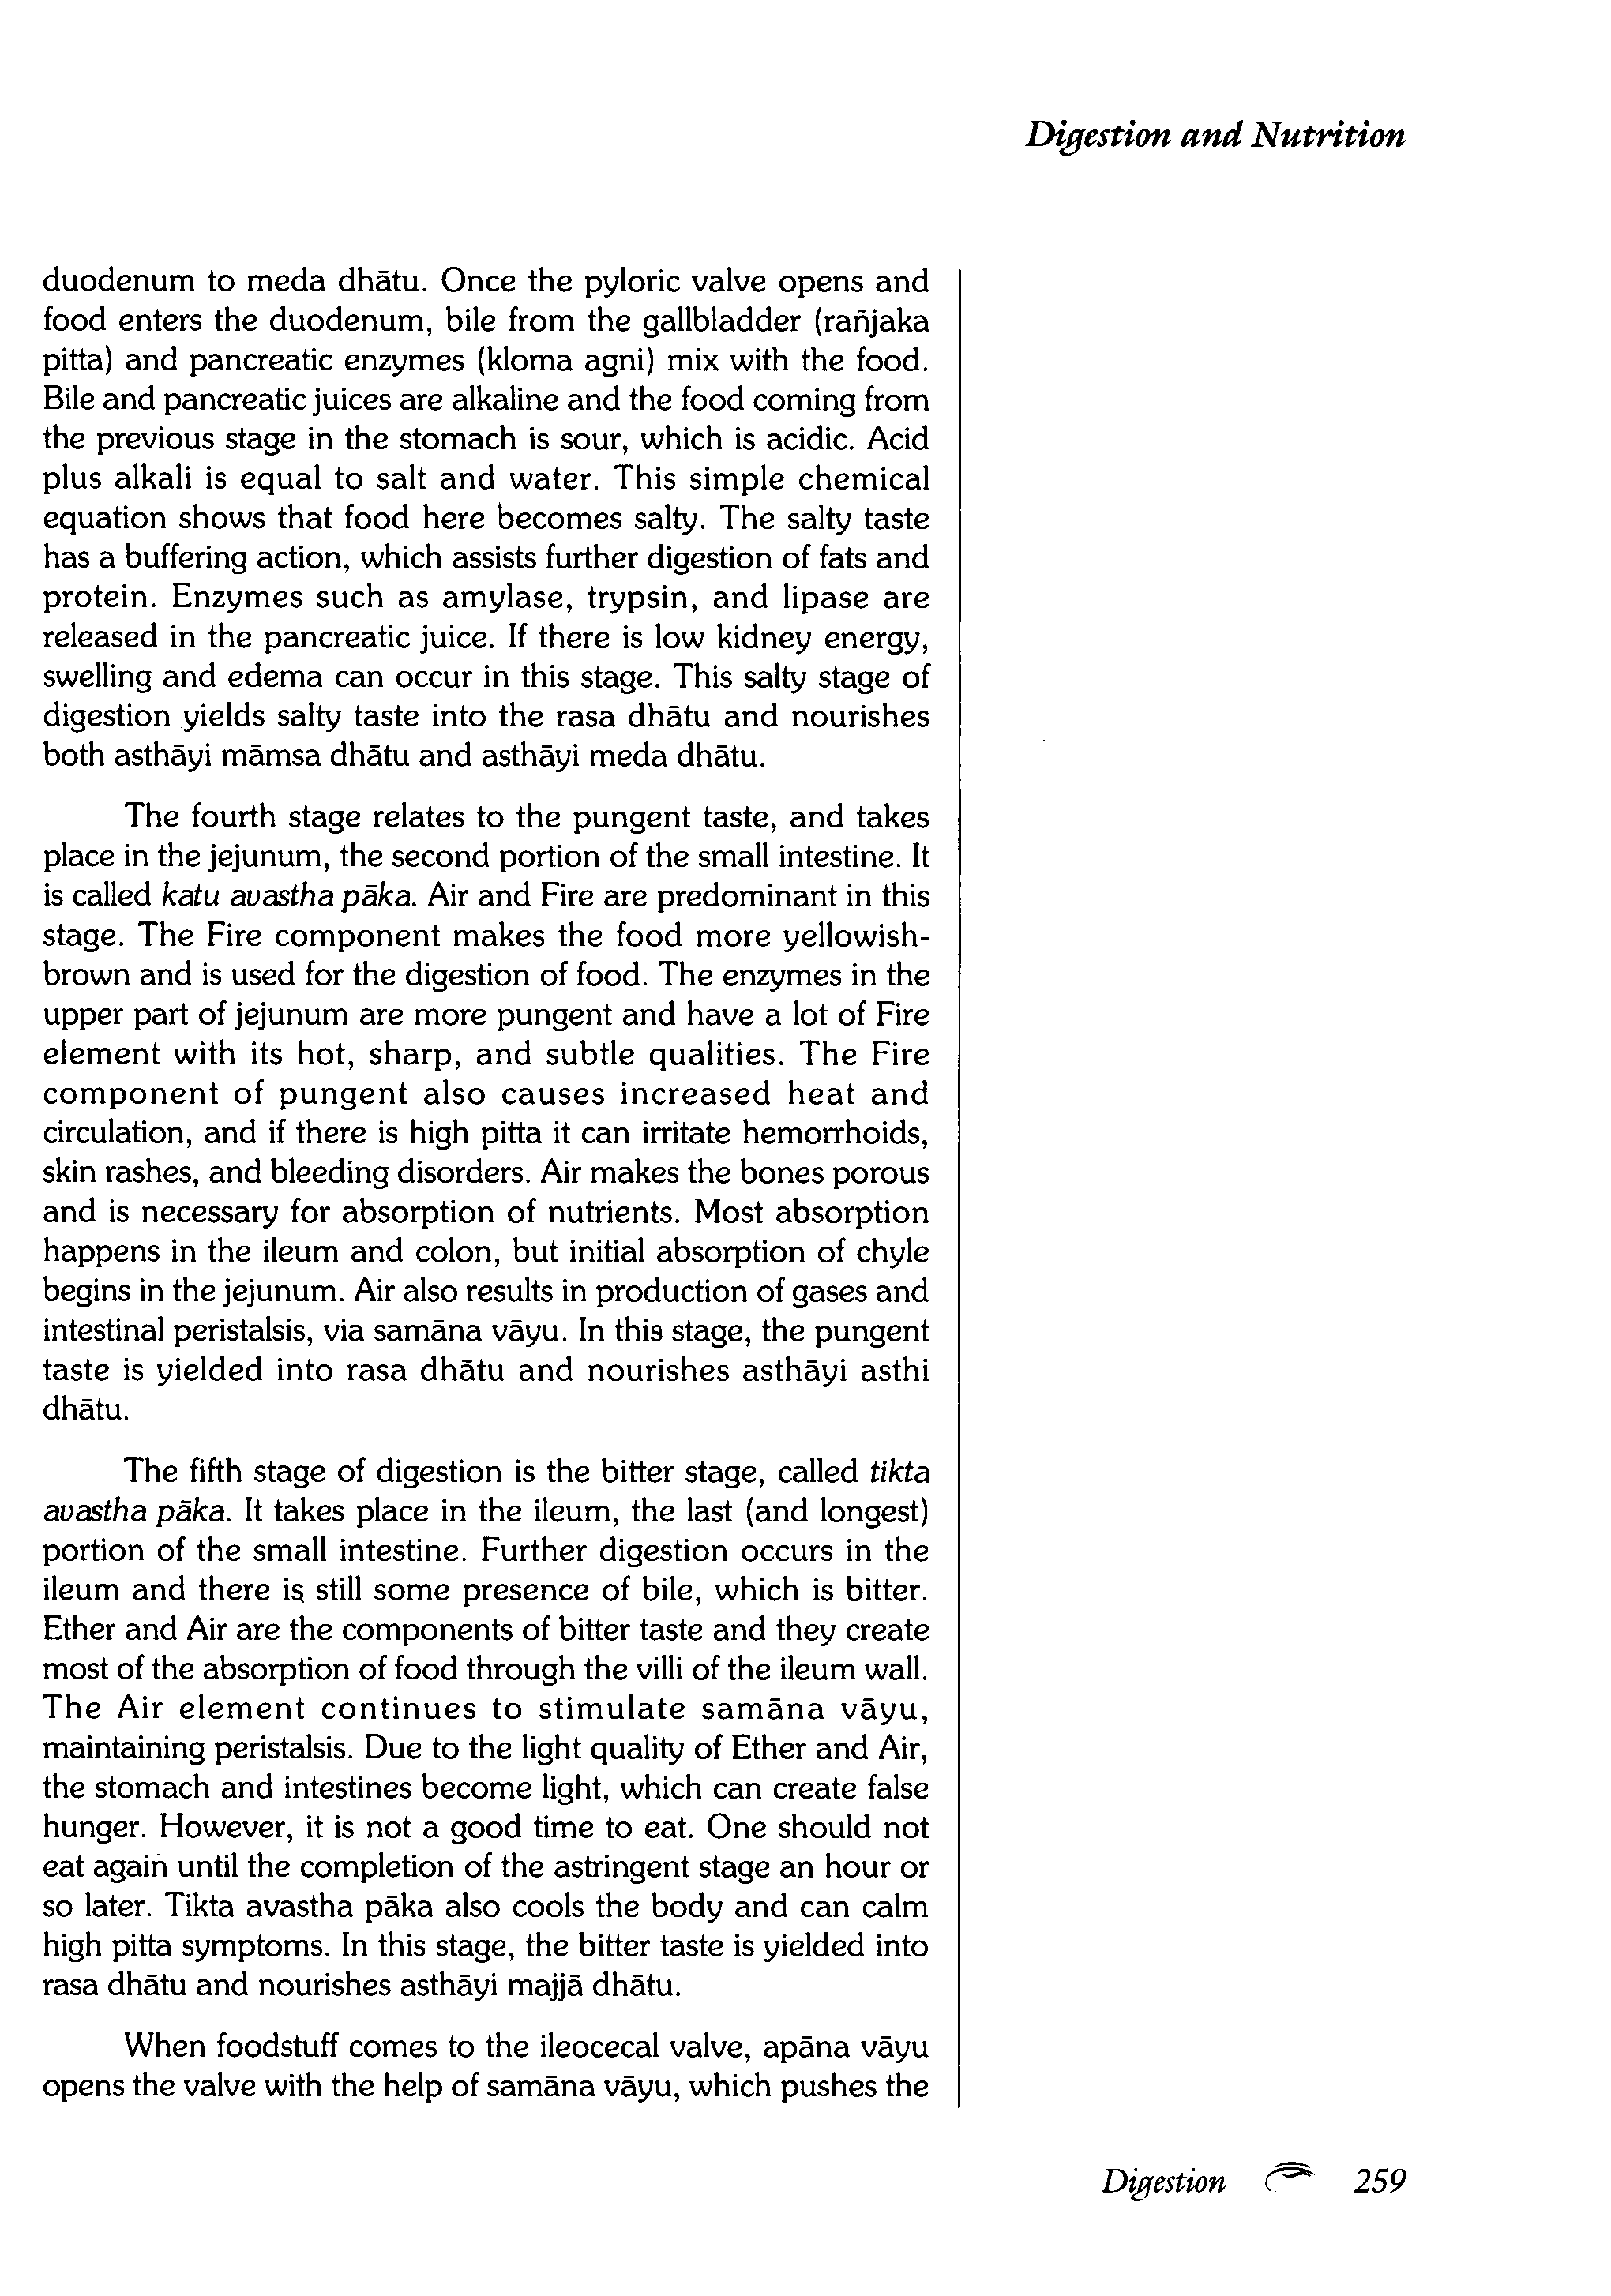 Digestion and Nutrition
duodenum to meda dhātu. Once the pyloric valve opens and
food enters the duodenum, bile from the gallbladder (rañjaka
pitta) and pancreatic enzymes (kloma agni) mix with the food.
Bile and pancreatic juices are alkaline and the food coming from
the previous stage in the stomach is sour, which is acidic. Acid
plus alkali is equal to salt and water. This simple chemical
equation shows that food here becomes salty. The salty taste
has a buffering action, which assists further digestion of fats and
protein. Enzymes such as amylase, trypsin, and lipase are
released in the pancreatic juice. If there is low kidney energy,
swelling and edema can occur in this stage. This salty stage of
digestion yields salty taste into the rasa dhātu and nourishes
both asthāyi māmsa dhātu and asthāyi meda dhātu.
The fourth stage relates to the pungent taste, and takes
place in the jejunum, the second portion of the small intestine. It
is called katu avastha pāka. Air and Fire are predominant in this
stage. The Fire component makes the food more yellowish-
brown and is used for the digestion of food. The enzymes in the
upper part of jejunum are more pungent and have a lot of Fire
element with its hot, sharp, and subtle qualities. The Fire
component of pungent also causes increased heat and
circulation, and if there is high pitta it can irritate hemorrhoids,
skin rashes, and bleeding disorders. Air makes the bones porous
and is necessary for absorption of nutrients. Most absorption
happens in the ileum and colon, but initial absorption of chyle
begins in the jejunum. Air also results in production of gases and
intestinal peristalsis, via samāna vāyu. In this stage, the pungent
taste is yielded into rasa dhātu and nourishes asthāyi asthi
dhātu.
The fifth stage of digestion is the bitter stage, called tikta
avastha pāka. It takes place in the ileum, the last (and longest)
portion of the small intestine. Further digestion occurs in the
ileum and there is still some presence of bile, which is bitter.
Ether and Air are the components of bitter taste and they create
most of the absorption of food through the villi of the ileum wall.
The Air element continues to stimulate samāna vāyu,
maintaining peristalsis. Due to the light quality of Ether and Air,
the stomach and intestines become light, which can create false
hunger. However, it is not a good time to eat. One should not
eat again until the completion of the astringent stage an hour or
so later. Tikta avastha pāka also cools the body and can calm
high pitta symptoms. In this stage, the bitter taste is yielded into
rasa dhātu and nourishes asthāyi majjā dhātu.
When foodstuff comes to the ileocecal valve, apāna vāyu
opens the valve with the help of samāna vāyu, which pushes the
Digestion 259